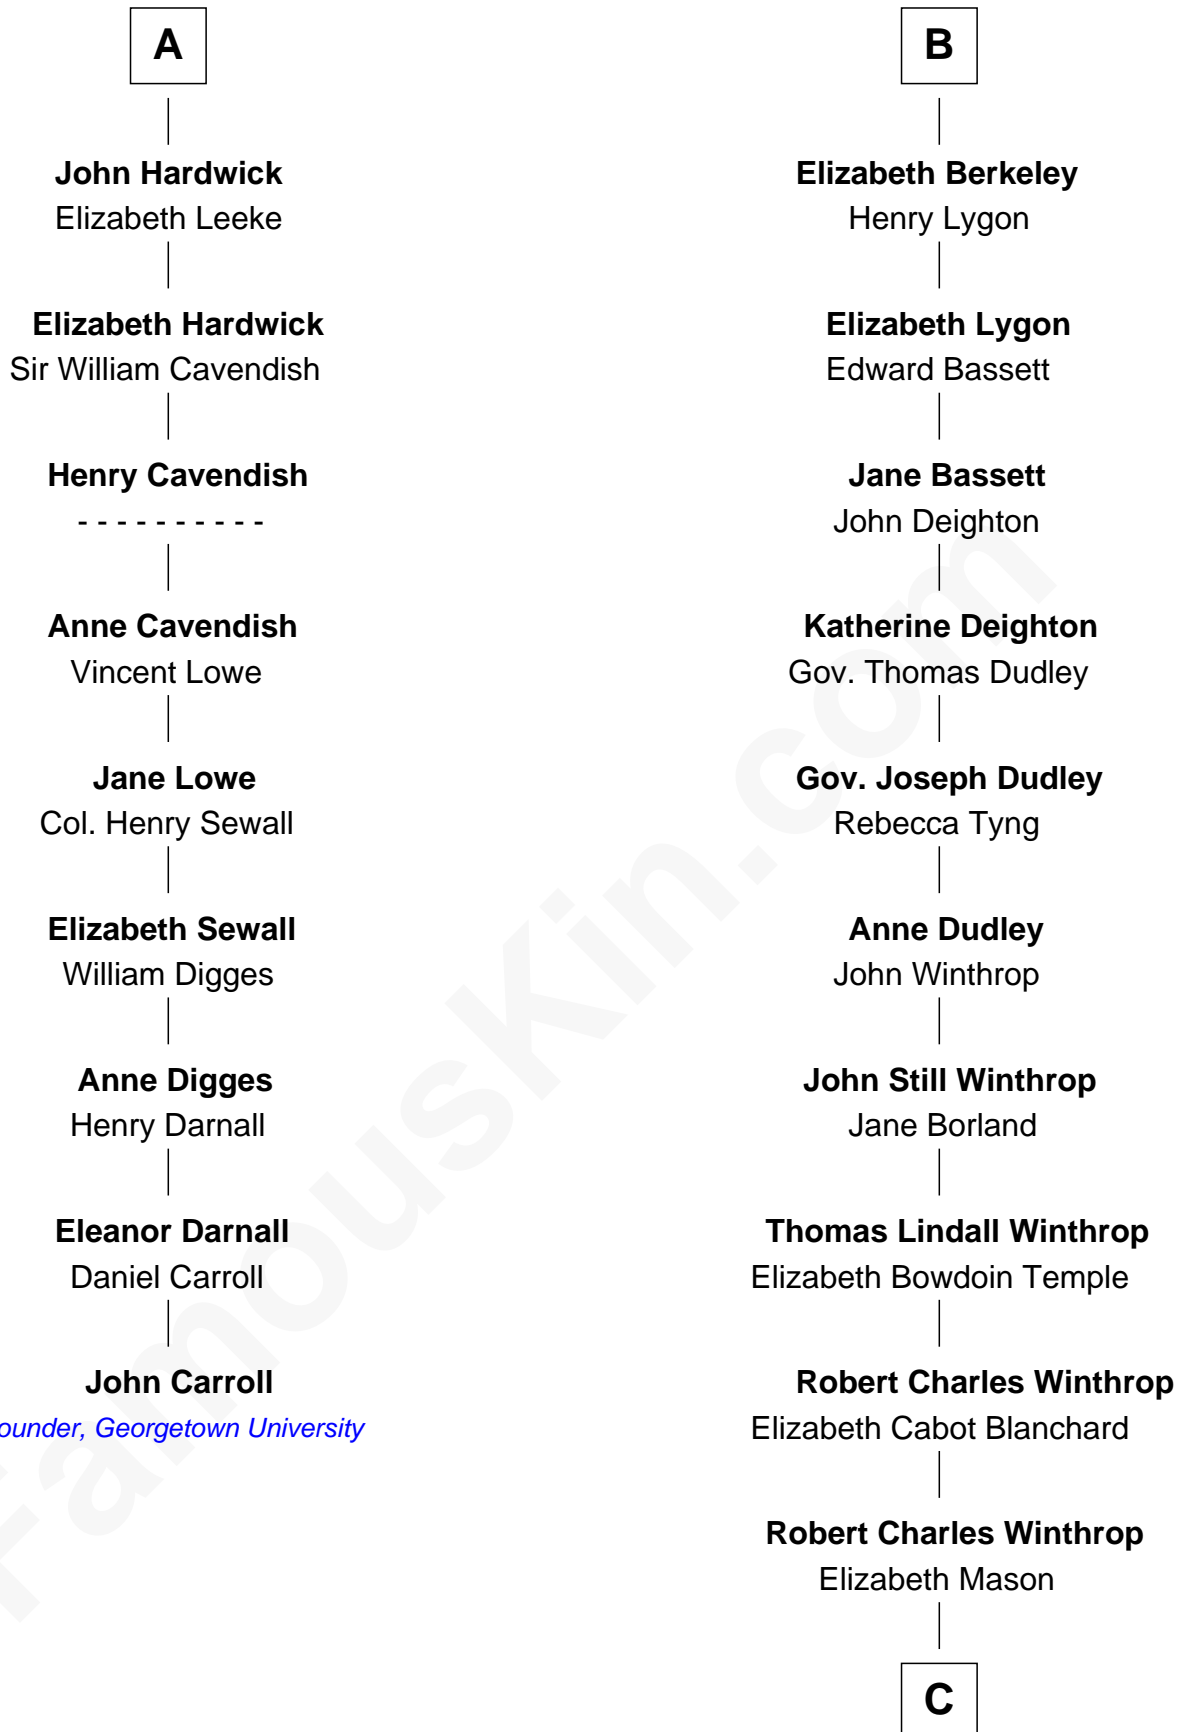 A
John Hardwick
Elizabeth Leeke
Elizabeth Hardwick
Sir William Cavendish
Henry Cavendish
- - - - - - - - - -
Anne Cavendish
Vincent Lowe
Jane Lowe
Col. Henry Sewall
Elizabeth Sewall
William Digges
Anne Digges
Henry Darnall
Eleanor Darnall
Daniel Carroll
John Carroll
ounder, Georgetown University
B
Elizabeth Berkeley
Henry Lygon
Elizabeth Lygon
Edward Bassett
Jane Bassett
John Deighton
Katherine Deighton
Gov. Thomas Dudley
Gov. Joseph Dudley
Rebecca Tyng
Anne Dudley
John Winthrop
John Still Winthrop
Jane Borland
Thomas Lindall Winthrop
Elizabeth Bowdoin Temple
Robert Charles Winthrop
Elizabeth Cabot Blanchard
Robert Charles Winthrop
Elizabeth Mason
C
FamousKin.com